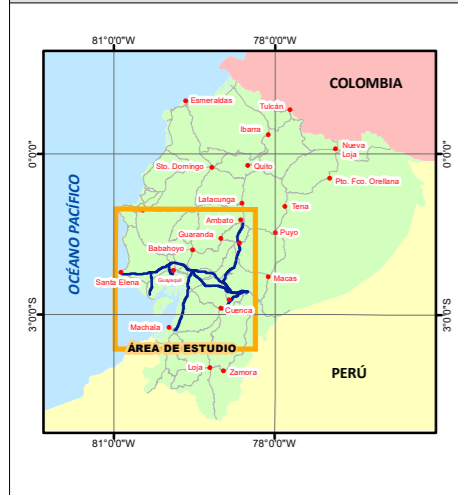 81°0'0"W
78°0'0"W
COLOMBIA
Esmeraldas
Tulcán
Ibarra
Nueva
Loja
0°0'0"
0°0'0"
Sto. Domingo
Quito
Pto. Fco. Orellana
OCÉANO PACÍFICO
Latacunga
Tena
Ambato
Guaranda
Puyo
Babahoyo
Santa Elena
Guayaquil
Macas
3°0'0"S
3°0'0"S
Cuenca
Machala
ÁREA DE ESTUDIO
Loja
Zamora
PERÚ
81°0'0"W
78°0'0"W